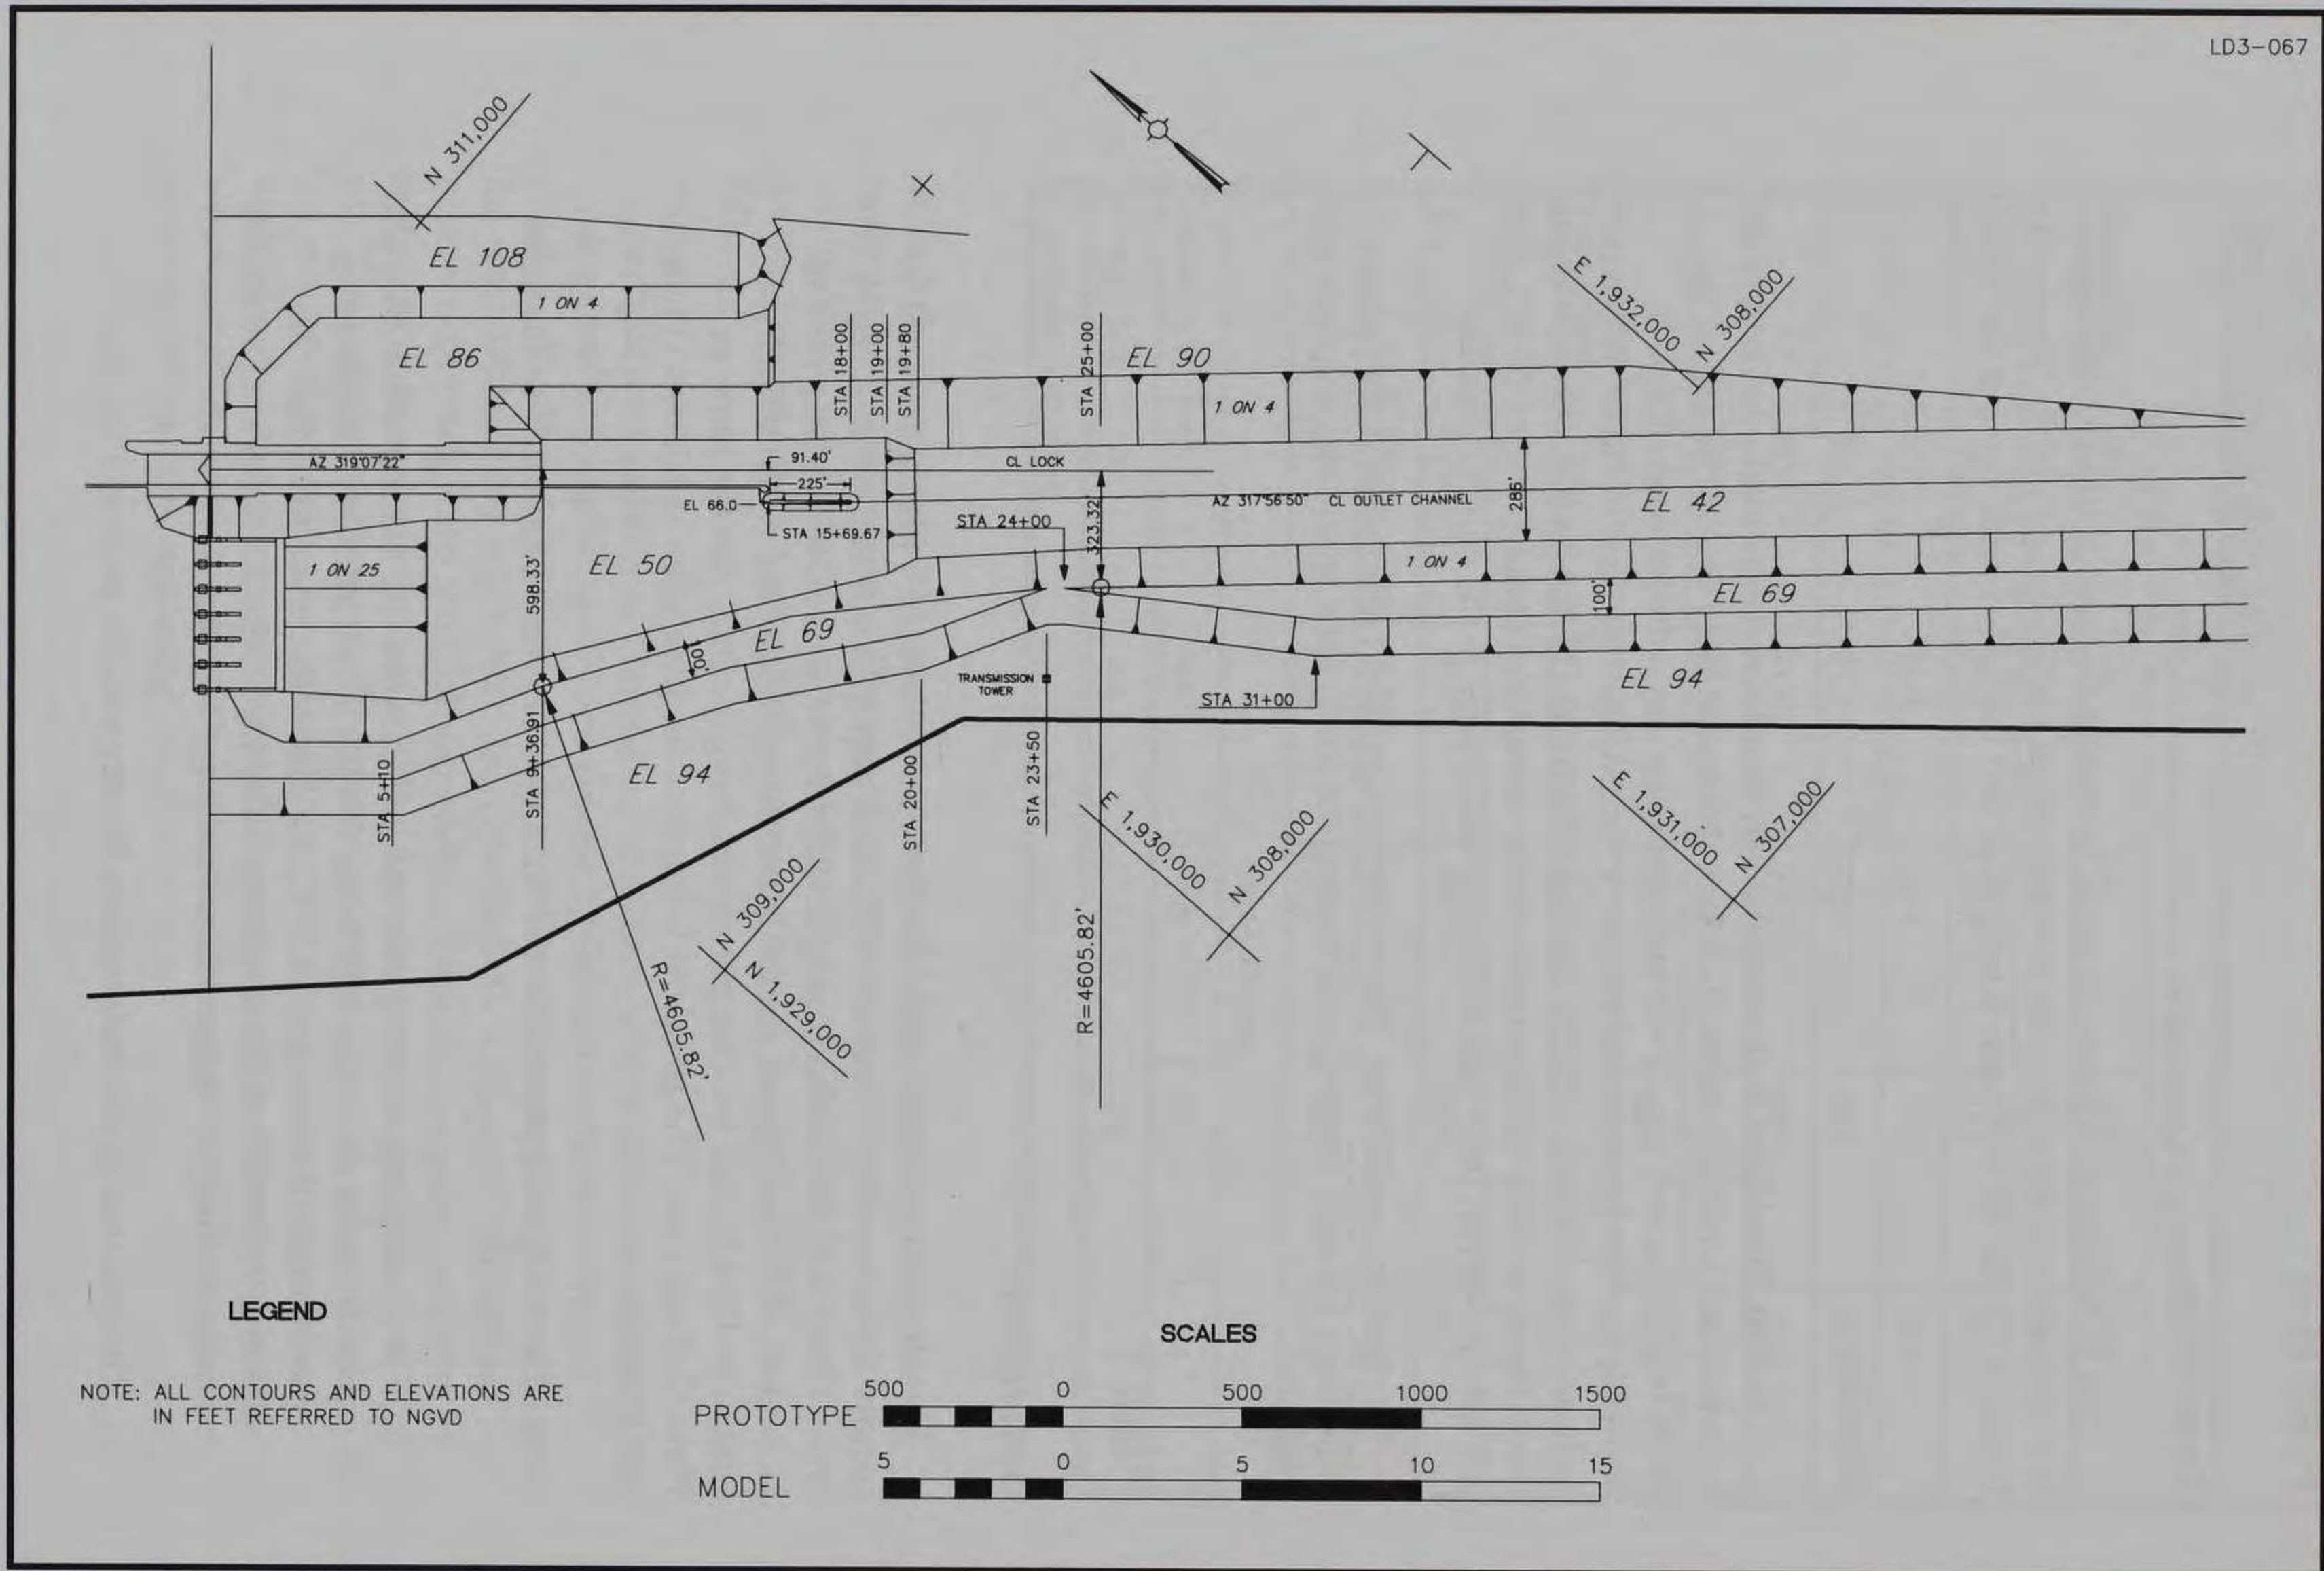 LD3-067
N 311,000
EL 108
1 ON 4
EL 86
STA 18+00
STA 19+00
STA 19+80
STA 25+00
EL 90
1 ON 4
E 1,932,000
N 308,000
AZ 319°07'22"
91.40'
225'
CL LOCK
EL 66.0
STA 15+69.67
AZ 317°56'50" CL OUTLET CHANNEL
286'
EL 42
STA 24+00
323.32'
1 ON 25
EL 50
598.33'
1 ON 4
100'
EL 69
EL 69
100'
TRANSMISSION
TOWER
STA 31+00
EL 94
STA 5+10
STA 9+36.91
EL 94
STA 20+00
STA 23+50
E 1,930,000
N 308,000
E 1,931,000
N 307,000
N 309,000
N 1,929,000
R=4605.82'
R=4605.82'
LEGEND
NOTE: ALL CONTOURS AND ELEVATIONS ARE
IN FEET REFERRED TO NGVD
SCALES
500 0 500 1000 1500
PROTOTYPE
5 0 5 10 15
MODEL